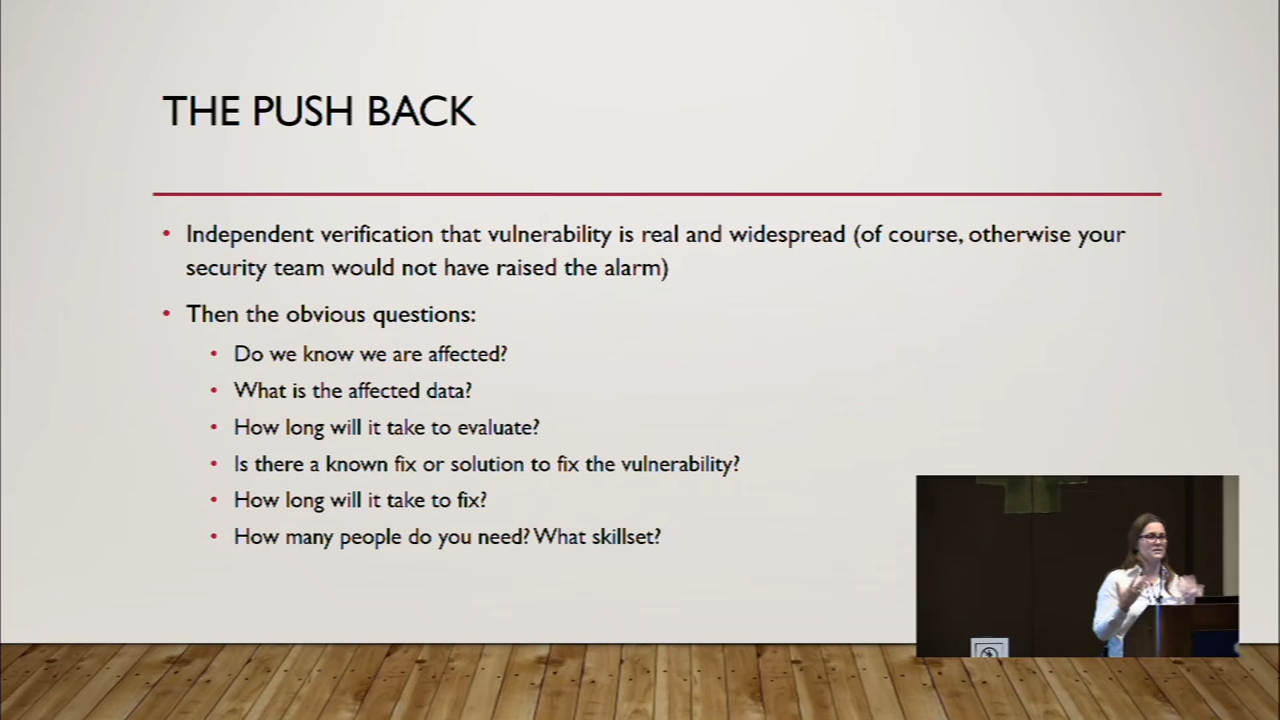 THE PUSH BACK
• Independent verification that vulnerability is real and widespread (of course, otherwise your
security team would not have raised the alarm)
• Then the obvious questions:
• Do we know we are affected?
• What is the affected data?
• How long will it take to evaluate?
• Is there a known fix or solution to fix the vulnerability?
• How long will it take to fix?
• How many people do you need? What skillset?